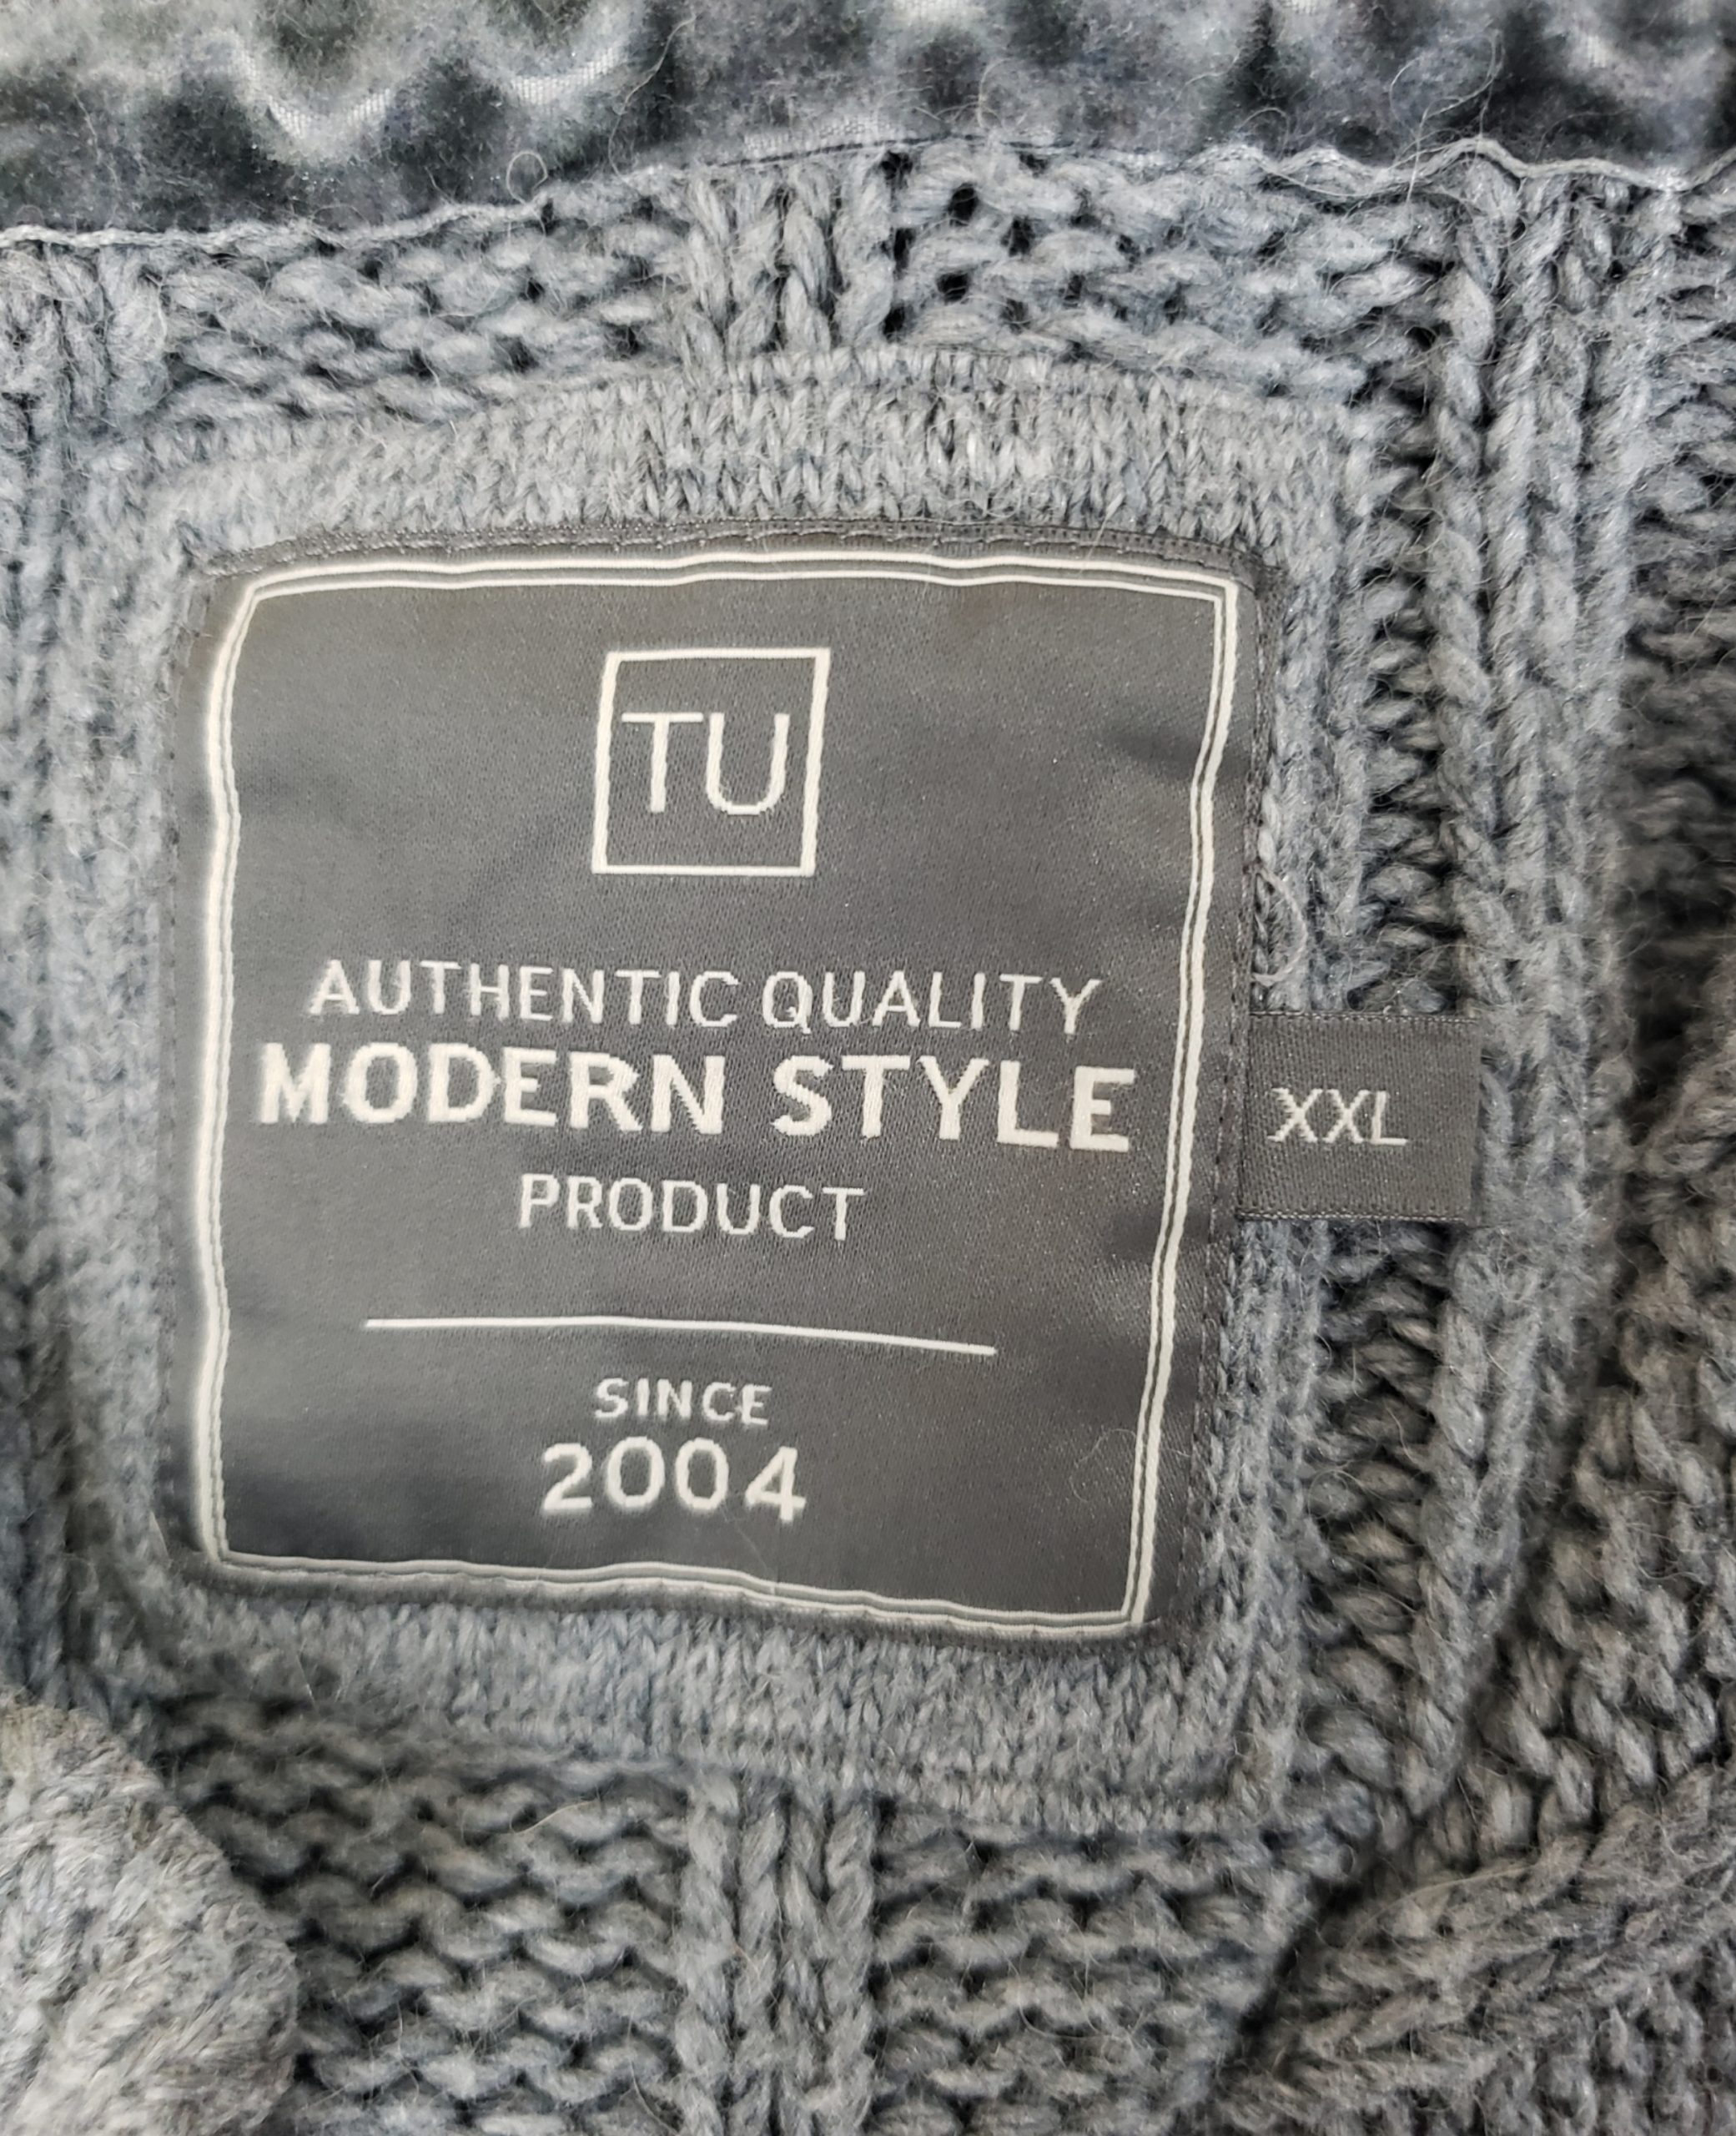 TU
AUTHENTIC QUALITY
MODERN STYLE
PRODUCT
XXL
SINCE
2004